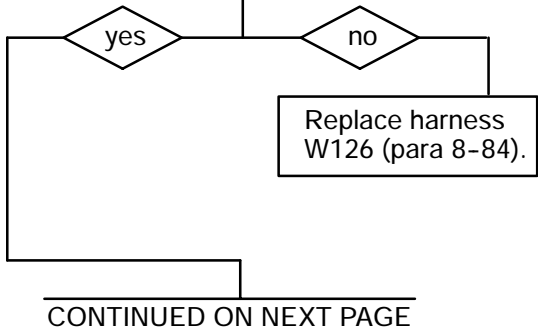 yes
no
Replace harness
W126 (para 8-84).
CONTINUED ON NEXT PAGE